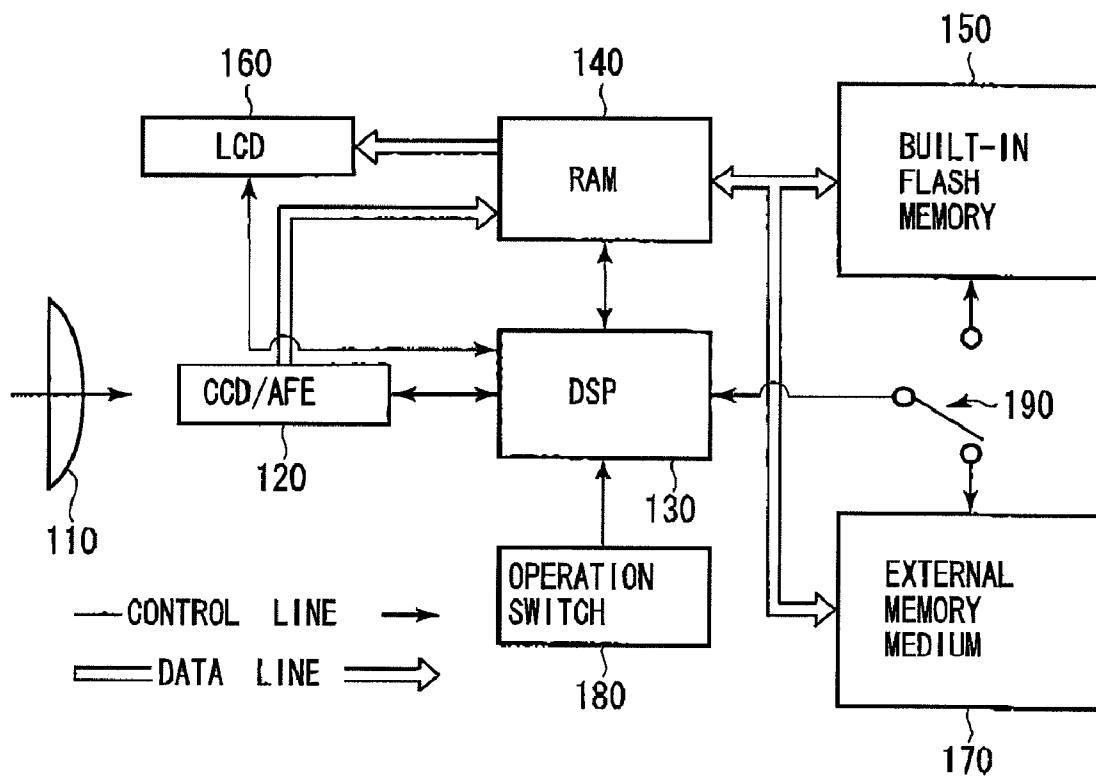 150
160
140
LCD
RAM
BUILT-IN
FLASH
MEMORY
CCD/AFE
DSP
190
120
130
110
OPERATION
SWITCH
EXTERNAL
MEMORY
MEDIUM
CONTROL LINE
DATA LINE
180
170